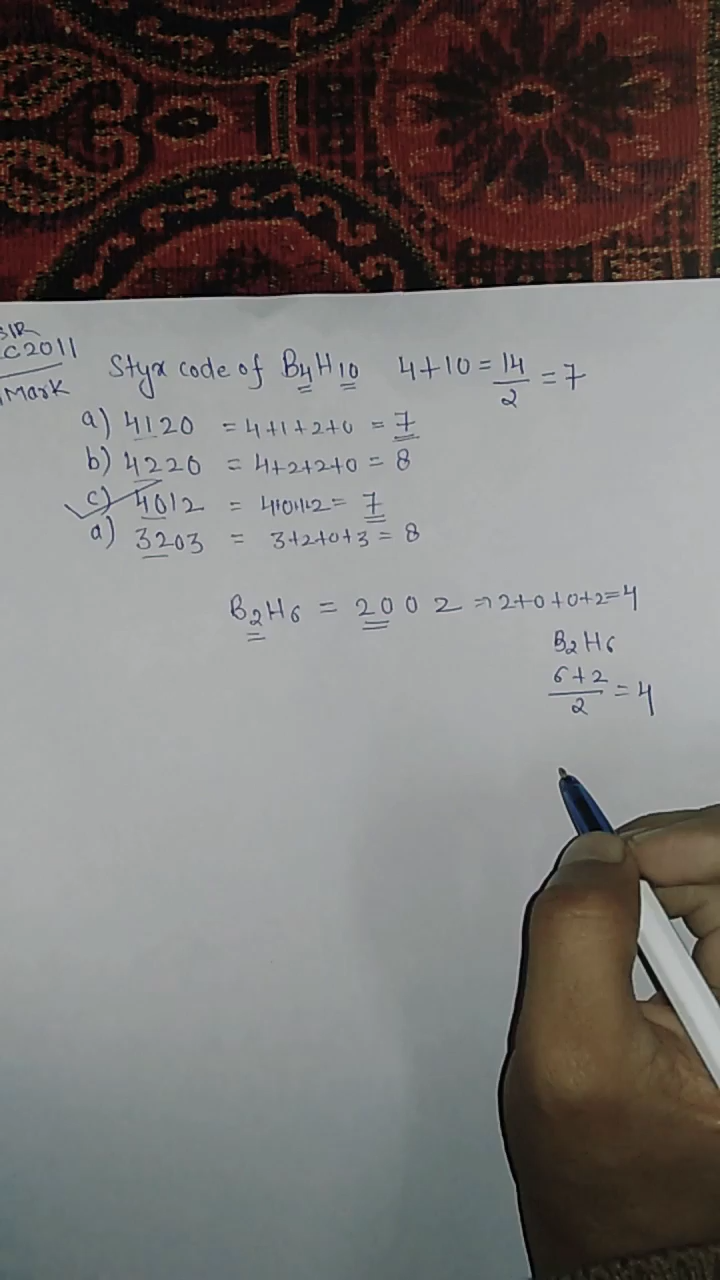 SIR
C2011
Mark
Styx code of B4H10 4+10 = 14/2 = 7
a) 4120 = 4+1+2+0 = 7
b) 4220 = 4+2+2+0 = 8
c) 4012 = 4+0+1+2 = 7
d) 3203 = 3+2+0+3 = 8
B2H6 = 2002 ⇒ 2+0+0+2=4
B2H6
6+2/2 = 4